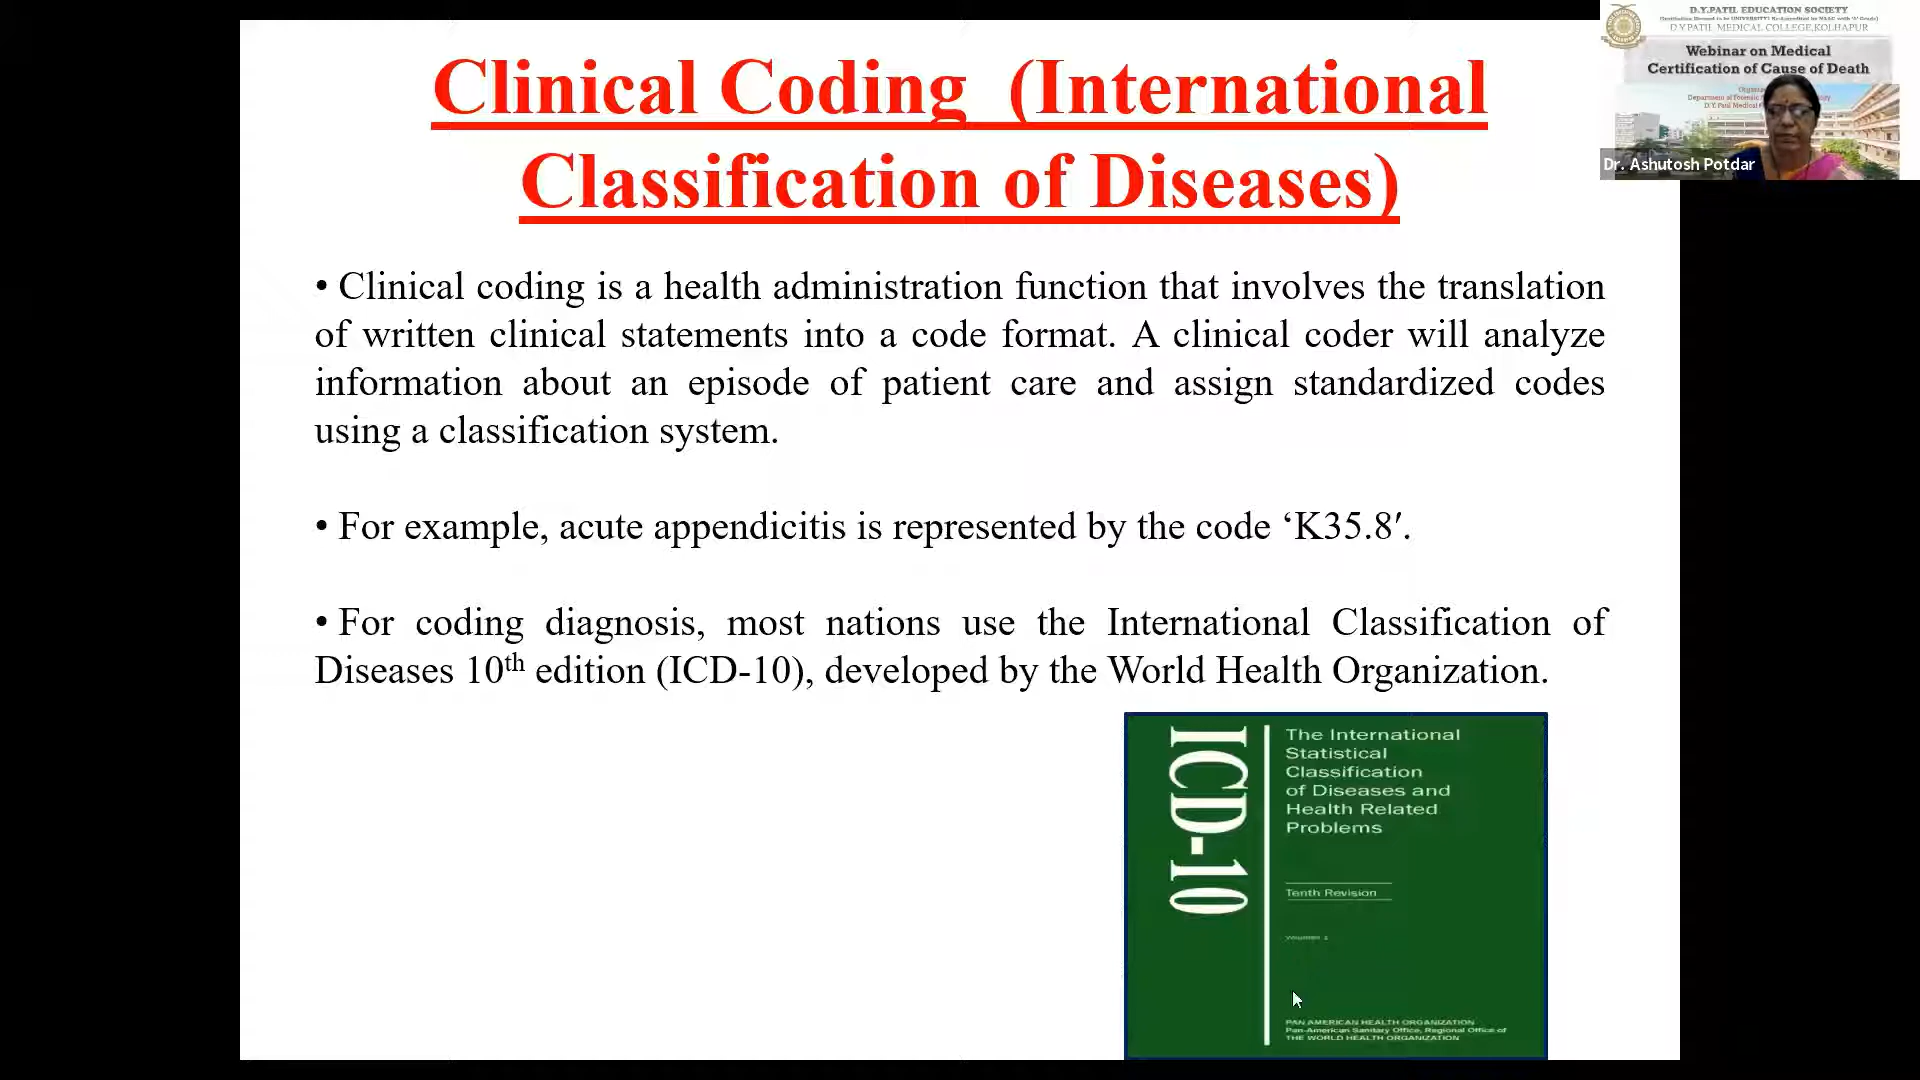 Clinical Coding (International
Classification of Diseases)
• Clinical coding is a health administration function that involves the translation
of written clinical statements into a code format. A clinical coder will analyze
information about an episode of patient care and assign standardized codes
using a classification system.
• For example, acute appendicitis is represented by the code ‘K35.8′.
• For coding diagnosis, most nations use the International Classification of
Diseases 10th edition (ICD-10), developed by the World Health Organization.
ICD-10
The International
Statistical
Classification
of Diseases and
Health Related
Problems
Tenth Revision
PAN AMERICAN HEALTH ORGANIZATION
Pan-American Sanitary Office, Regional Office of
THE WORLD HEALTH ORGANIZATION
D.Y.PATIL EDUCATION SOCIETY
D.Y.PATIL MEDICAL COLLEGE,KOLHAPUR
Webinar on Medical
Certification of Cause of Death
Dr. Ashutosh Potdar